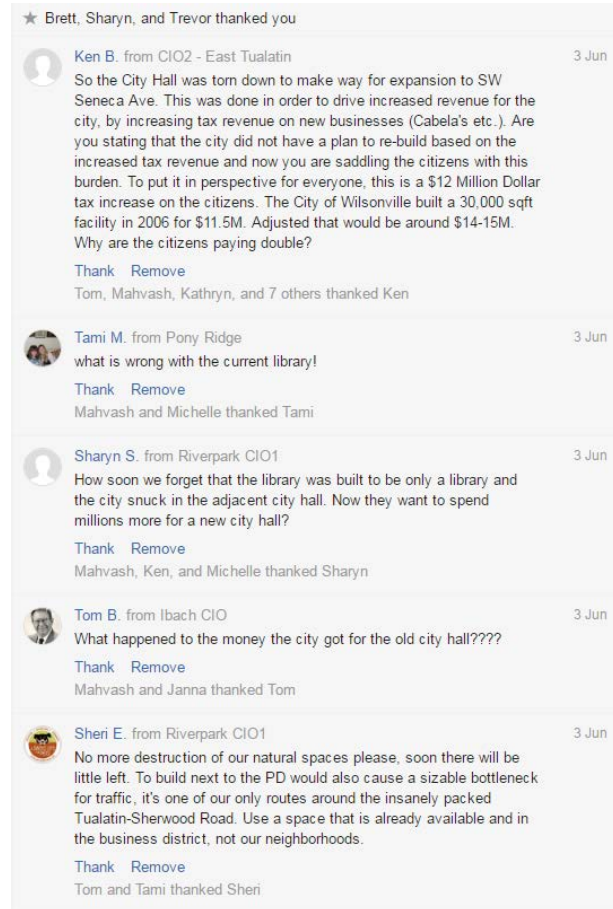 ★ Brett, Sharyn, and Trevor thanked you
Ken B. from CIO2 - East Tualatin 3 Jun
So the City Hall was torn down to make way for expansion to SW
Seneca Ave. This was done in order to drive increased revenue for the
city, by increasing tax revenue on new businesses (Cabela's etc.). Are
you stating that the city did not have a plan to re-build based on the
increased tax revenue and now you are saddling the citizens with this
burden. To put it in perspective for everyone, this is a $12 Million Dollar
tax increase on the citizens. The City of Wilsonville built a 30,000 sqft
facility in 2006 for $11.5M. Adjusted that would be around $14-15M.
Why are the citizens paying double?
Thank Remove
Tom, Mahvash, Kathryn, and 7 others thanked Ken
Tami M. from Pony Ridge 3 Jun
what is wrong with the current library!
Thank Remove
Mahvash and Michelle thanked Tami
Sharyn S. from Riverpark CIO1 3 Jun
How soon we forget that the library was built to be only a library and
the city snuck in the adjacent city hall. Now they want to spend
millions more for a new city hall?
Thank Remove
Mahvash, Ken, and Michelle thanked Sharyn
Tom B. from Ibach CIO 3 Jun
What happened to the money the city got for the old city hall????
Thank Remove
Mahvash and Janna thanked Tom
Sheri E. from Riverpark CIO1 3 Jun
No more destruction of our natural spaces please, soon there will be
little left. To build next to the PD would also cause a sizable bottleneck
for traffic, it's one of our only routes around the insanely packed
Tualatin-Sherwood Road. Use a space that is already available and in
the business district, not our neighborhoods.
Thank Remove
Tom and Tami thanked Sheri